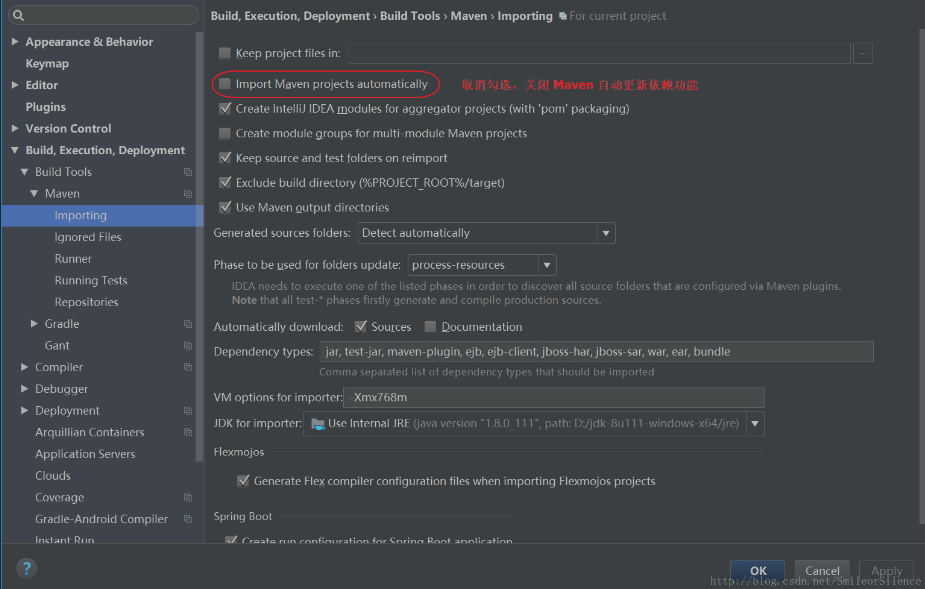 Build, Execution, Deployment › Build Tools › Maven › Importing For current project
Appearance & Behavior
Keymap
Editor
Plugins
Version Control
Build, Execution, Deployment
Build Tools
Maven
Importing
Ignored Files
Runner
Running Tests
Repositories
Gradle
Gant
Compiler
Debugger
Deployment
Arquillian Containers
Application Servers
Clouds
Coverage
Gradle-Android Compiler
Instant Run
Keep project files in: ...
Import Maven projects automatically 取消勾选，关闭 Maven 自动更新依赖功能
Create IntelliJ IDEA modules for aggregator projects (with 'pom' packaging)
Create module groups for multi-module Maven projects
Keep source and test folders on reimport
Exclude build directory (%PROJECT_ROOT%/target)
Use Maven output directories
Generated sources folders: Detect automatically
Phase to be used for folders update: process-resources
IDEA needs to execute one of the listed phases in order to discover all source folders that are configured via Maven plugins.
Note that all test-* phases firstly generate and compile production sources.
Automatically download: Sources Documentation
Dependency types: jar, test-jar, maven-plugin, ejb, ejb-client, jboss-har, jboss-sar, war, ear, bundle
Comma separated list of dependency types that should be imported
VM options for importer: -Xmx768m
JDK for importer: Use Internal JRE (java version "1.8.0_111", path: D:/jdk-8u111-windows-x64/jre)
Flexmojos
Generate Flex compiler configuration files when importing Flexmojos projects
Spring Boot
Create run configuration for Spring Boot application
? OK Cancel Apply
http://blog.csdn.net/SmileorSilence